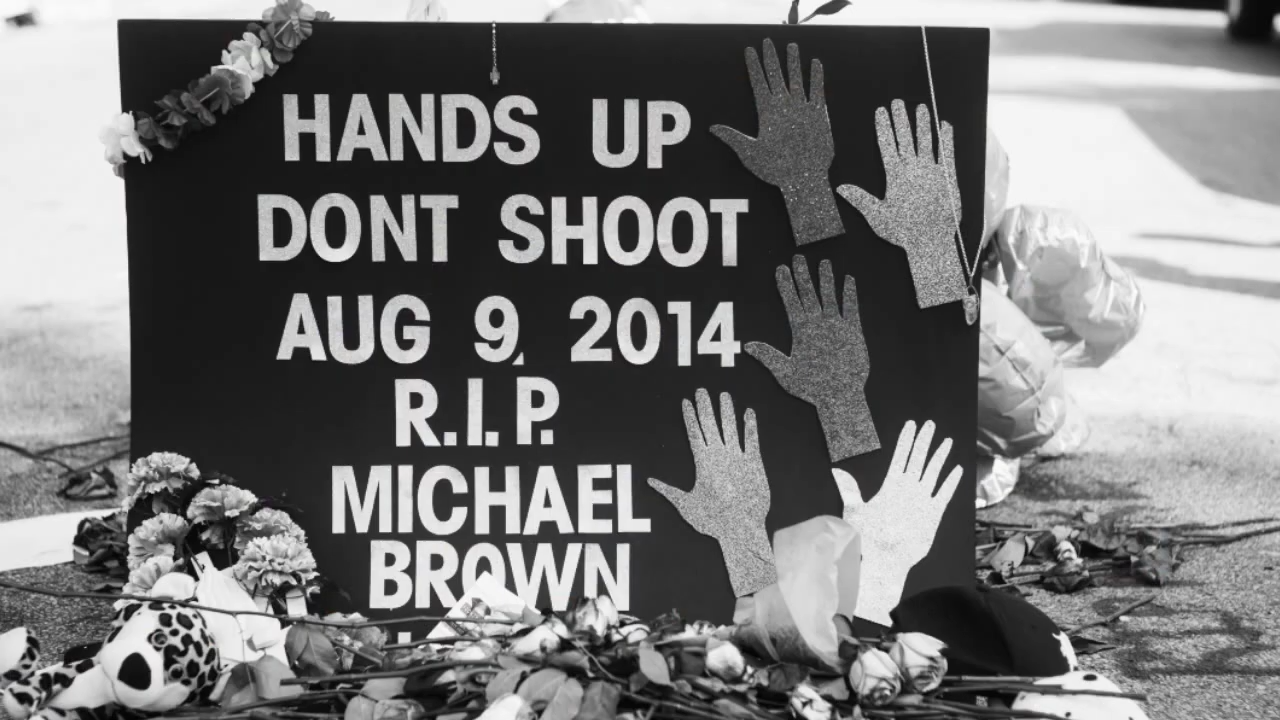 HANDS UP
DONT SHOOT
AUG 9, 2014
R.I.P.
MICHAEL
BROWN